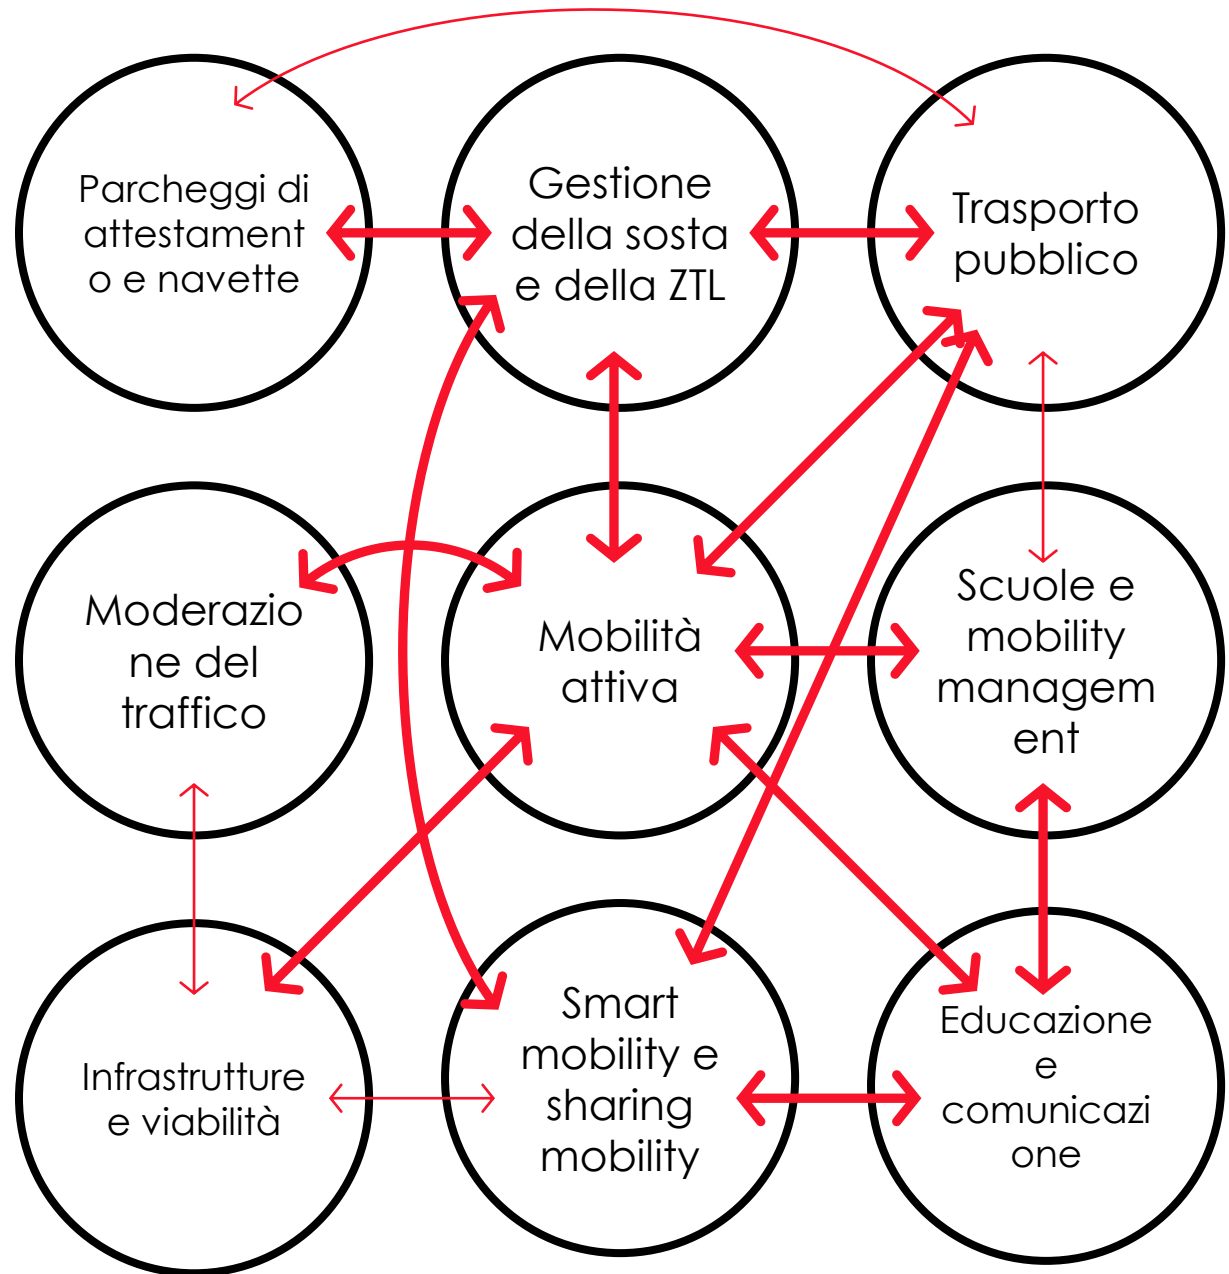 Parcheggi di
attestament
o e navette
Gestione
della sosta
e della ZTL
Trasporto
pubblico
Moderazio
ne del
traffico
Mobilità
attiva
Scuole e
mobility
managem
ent
Infrastrutture
e viabilità
Smart
mobility e
sharing
mobility
Educazione
e
comunicazi
one